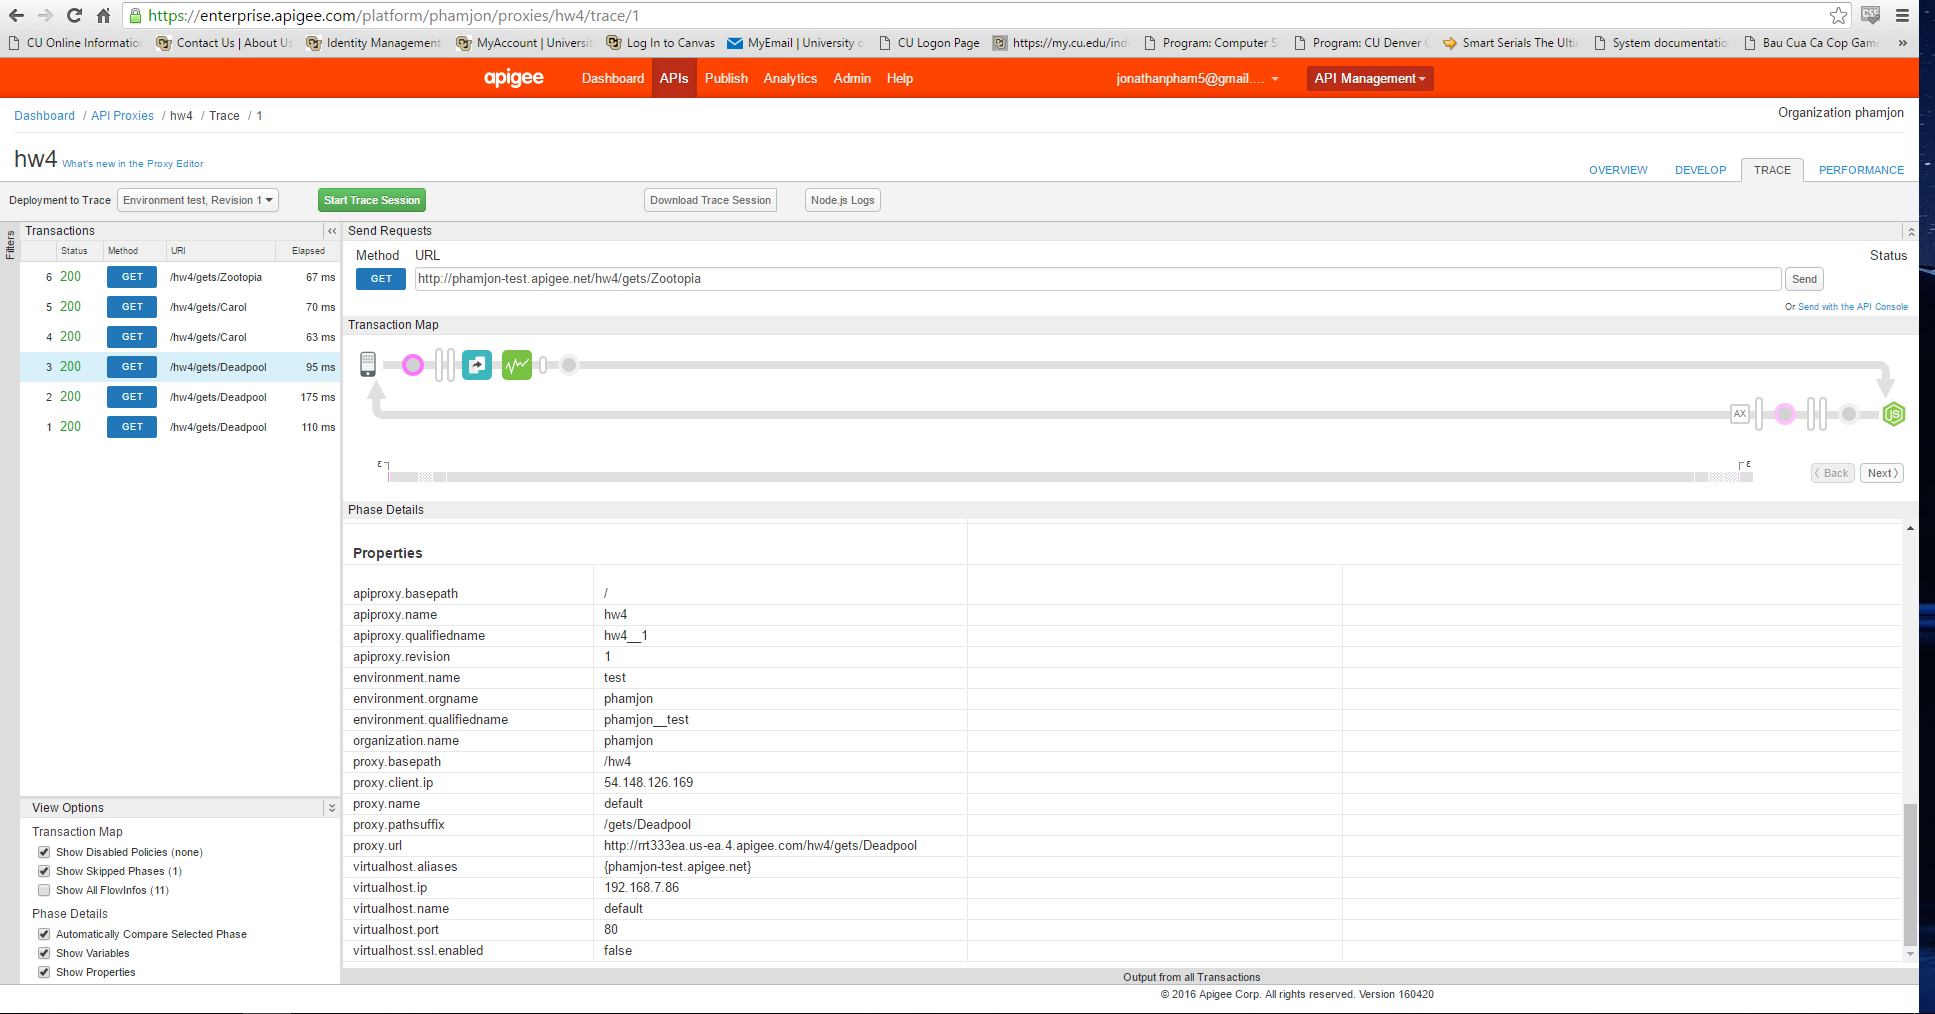 https://enterprise.apigee.com/platform/phamjon/proxies/hw4/trace/1
CU Online Informatio Contact Us | About Us Identity Management MyAccount | Universit Log In to Canvas MyEmail | University o CU Logon Page https://my.cu.edu/ind Program: Computer S Program: CU Denver Smart Serials The Ulti System documentatio Bau Cua Ca Cop Game »
apigee Dashboard APIs Publish Analytics Admin Help jonathanpham5@gmail.... API Management
Dashboard / API Proxies / hw4 / Trace / 1
Organization phamjon
hw4 What's new in the Proxy Editor
OVERVIEW DEVELOP TRACE PERFORMANCE
Deployment to Trace Environment test, Revision 1 Start Trace Session Download Trace Session Node.js Logs
Filters
Transactions
Status Method URI Elapsed
6 200 GET /hw4/gets/Zootopia 67 ms
5 200 GET /hw4/gets/Carol 70 ms
4 200 GET /hw4/gets/Carol 63 ms
3 200 GET /hw4/gets/Deadpool 95 ms
2 200 GET /hw4/gets/Deadpool 175 ms
1 200 GET /hw4/gets/Deadpool 110 ms
View Options
Transaction Map
Show Disabled Policies (none)
Show Skipped Phases (1)
Show All FlowInfos (11)
Phase Details
Automatically Compare Selected Phase
Show Variables
Show Properties
Send Requests
Method URL Status
GET http://phamjon-test.apigee.net/hw4/gets/Zootopia Send
Or Send with the API Console
Transaction Map
AX JS
ε ε
Back Next
Phase Details
Properties
apiproxy.basepath /
apiproxy.name hw4
apiproxy.qualifiedname hw4__1
apiproxy.revision 1
environment.name test
environment.orgname phamjon
environment.qualifiedname phamjon__test
organization.name phamjon
proxy.basepath /hw4
proxy.client.ip 54.148.126.169
proxy.name default
proxy.pathsuffix /gets/Deadpool
proxy.url http://rrt333ea.us-ea.4.apigee.com/hw4/gets/Deadpool
virtualhost.aliases {phamjon-test.apigee.net}
virtualhost.ip 192.168.7.86
virtualhost.name default
virtualhost.port 80
virtualhost.ssl.enabled false
Output from all Transactions
© 2016 Apigee Corp. All rights reserved. Version 160420